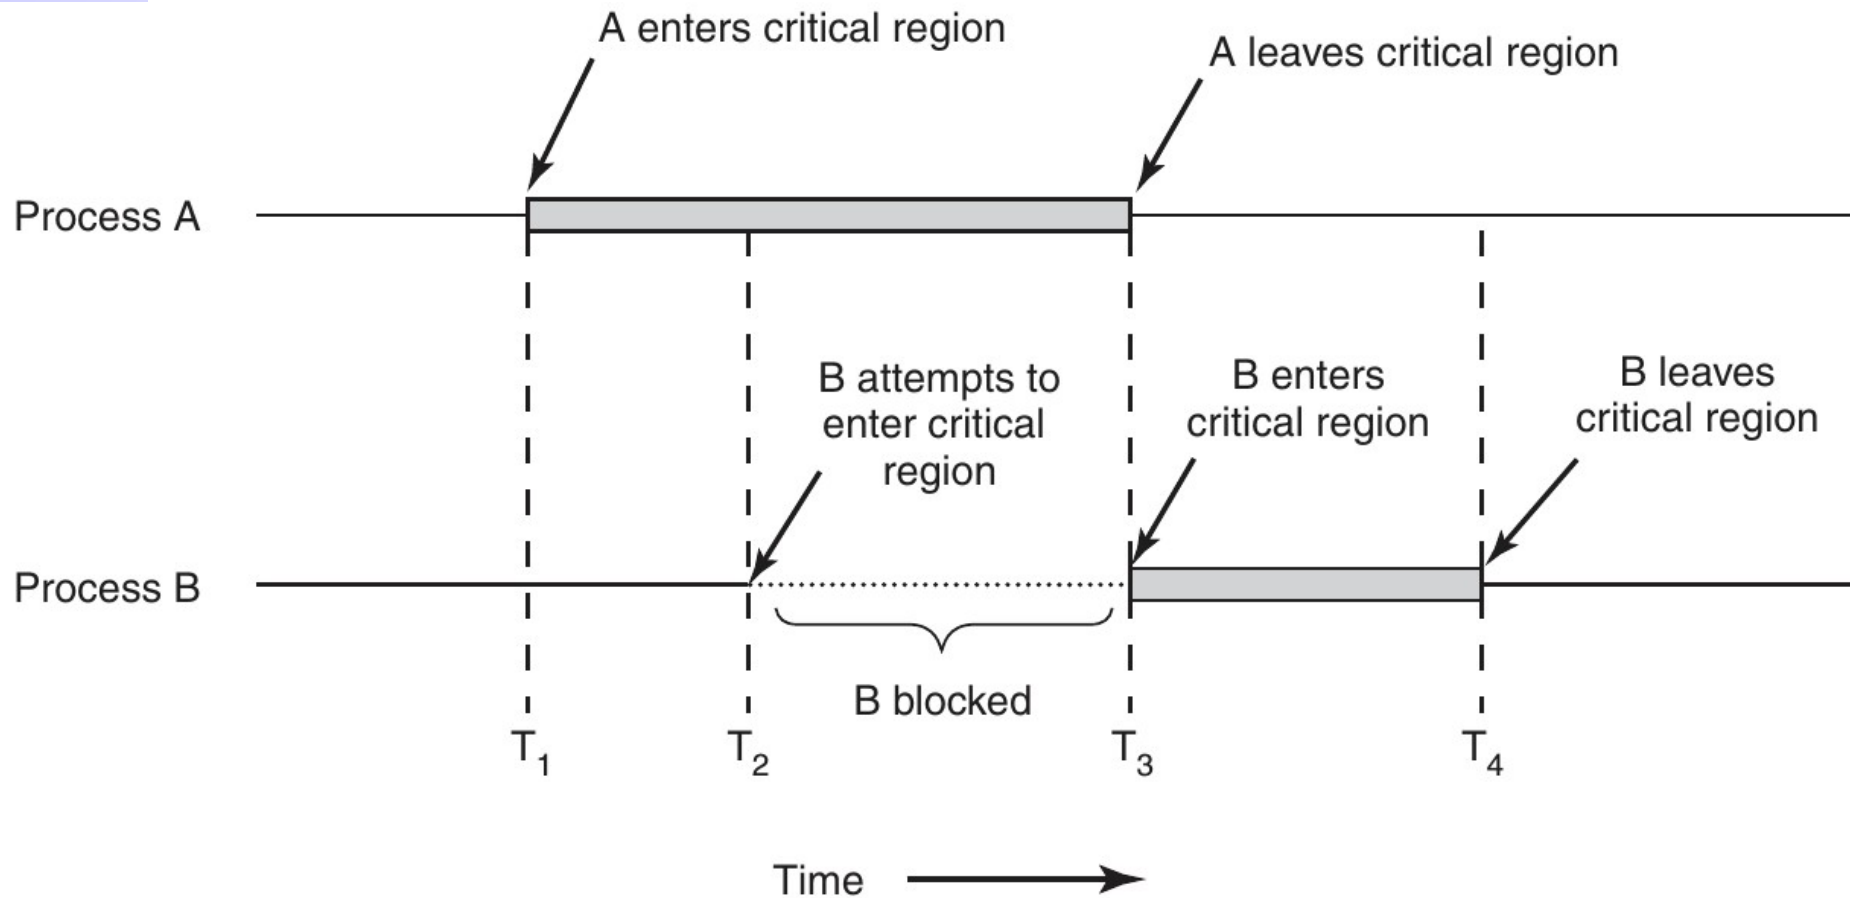 A enters critical region
A leaves critical region
Process A
B attempts to
enter critical
region
B enters
critical region
B leaves
critical region
Process B
B blocked
T1
T2
T3
T4
Time